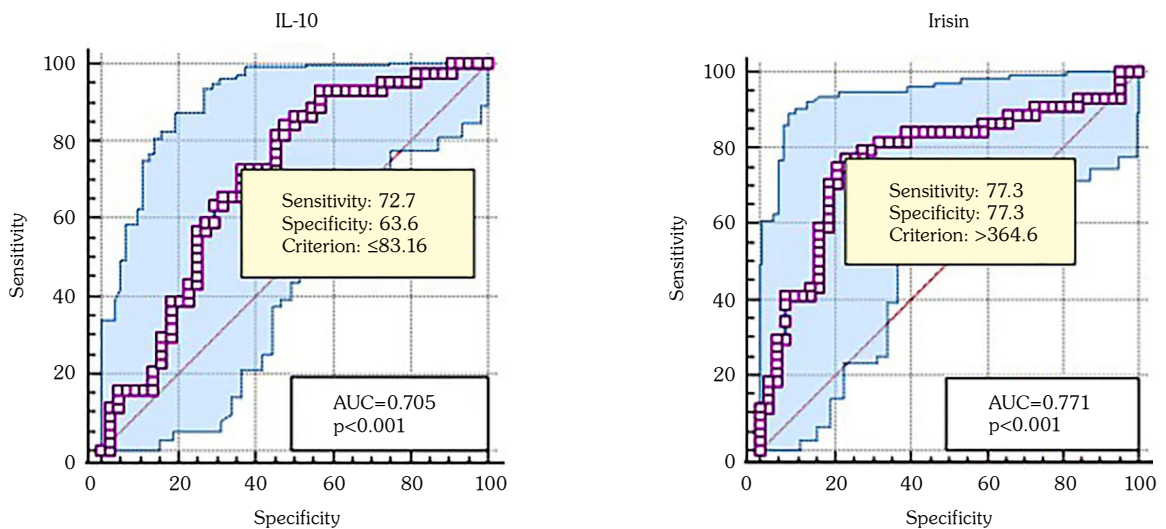 IL-10
100
80
60
40
20
0
Sensitivity
Sensitivity: 72.7
Specificity: 63.6
Criterion: ≤83.16
AUC=0.705
p<0.001
0 20 40 60 80 100
Specificity
Irisin
100
80
60
40
20
0
Sensitivity
Sensitivity: 77.3
Specificity: 77.3
Criterion: >364.6
AUC=0.771
p<0.001
0 20 40 60 80 100
Specificity